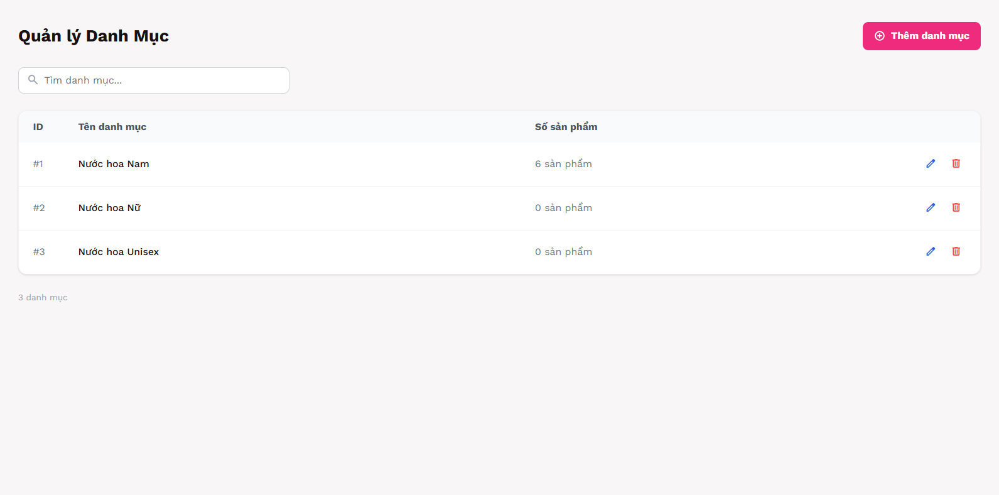 Quản lý Danh Mục
Thêm danh mục
Tìm danh mục...
ID Tên danh mục Số sản phẩm
#1 Nước hoa Nam 6 sản phẩm
#2 Nước hoa Nữ 0 sản phẩm
#3 Nước hoa Unisex 0 sản phẩm
3 danh mục